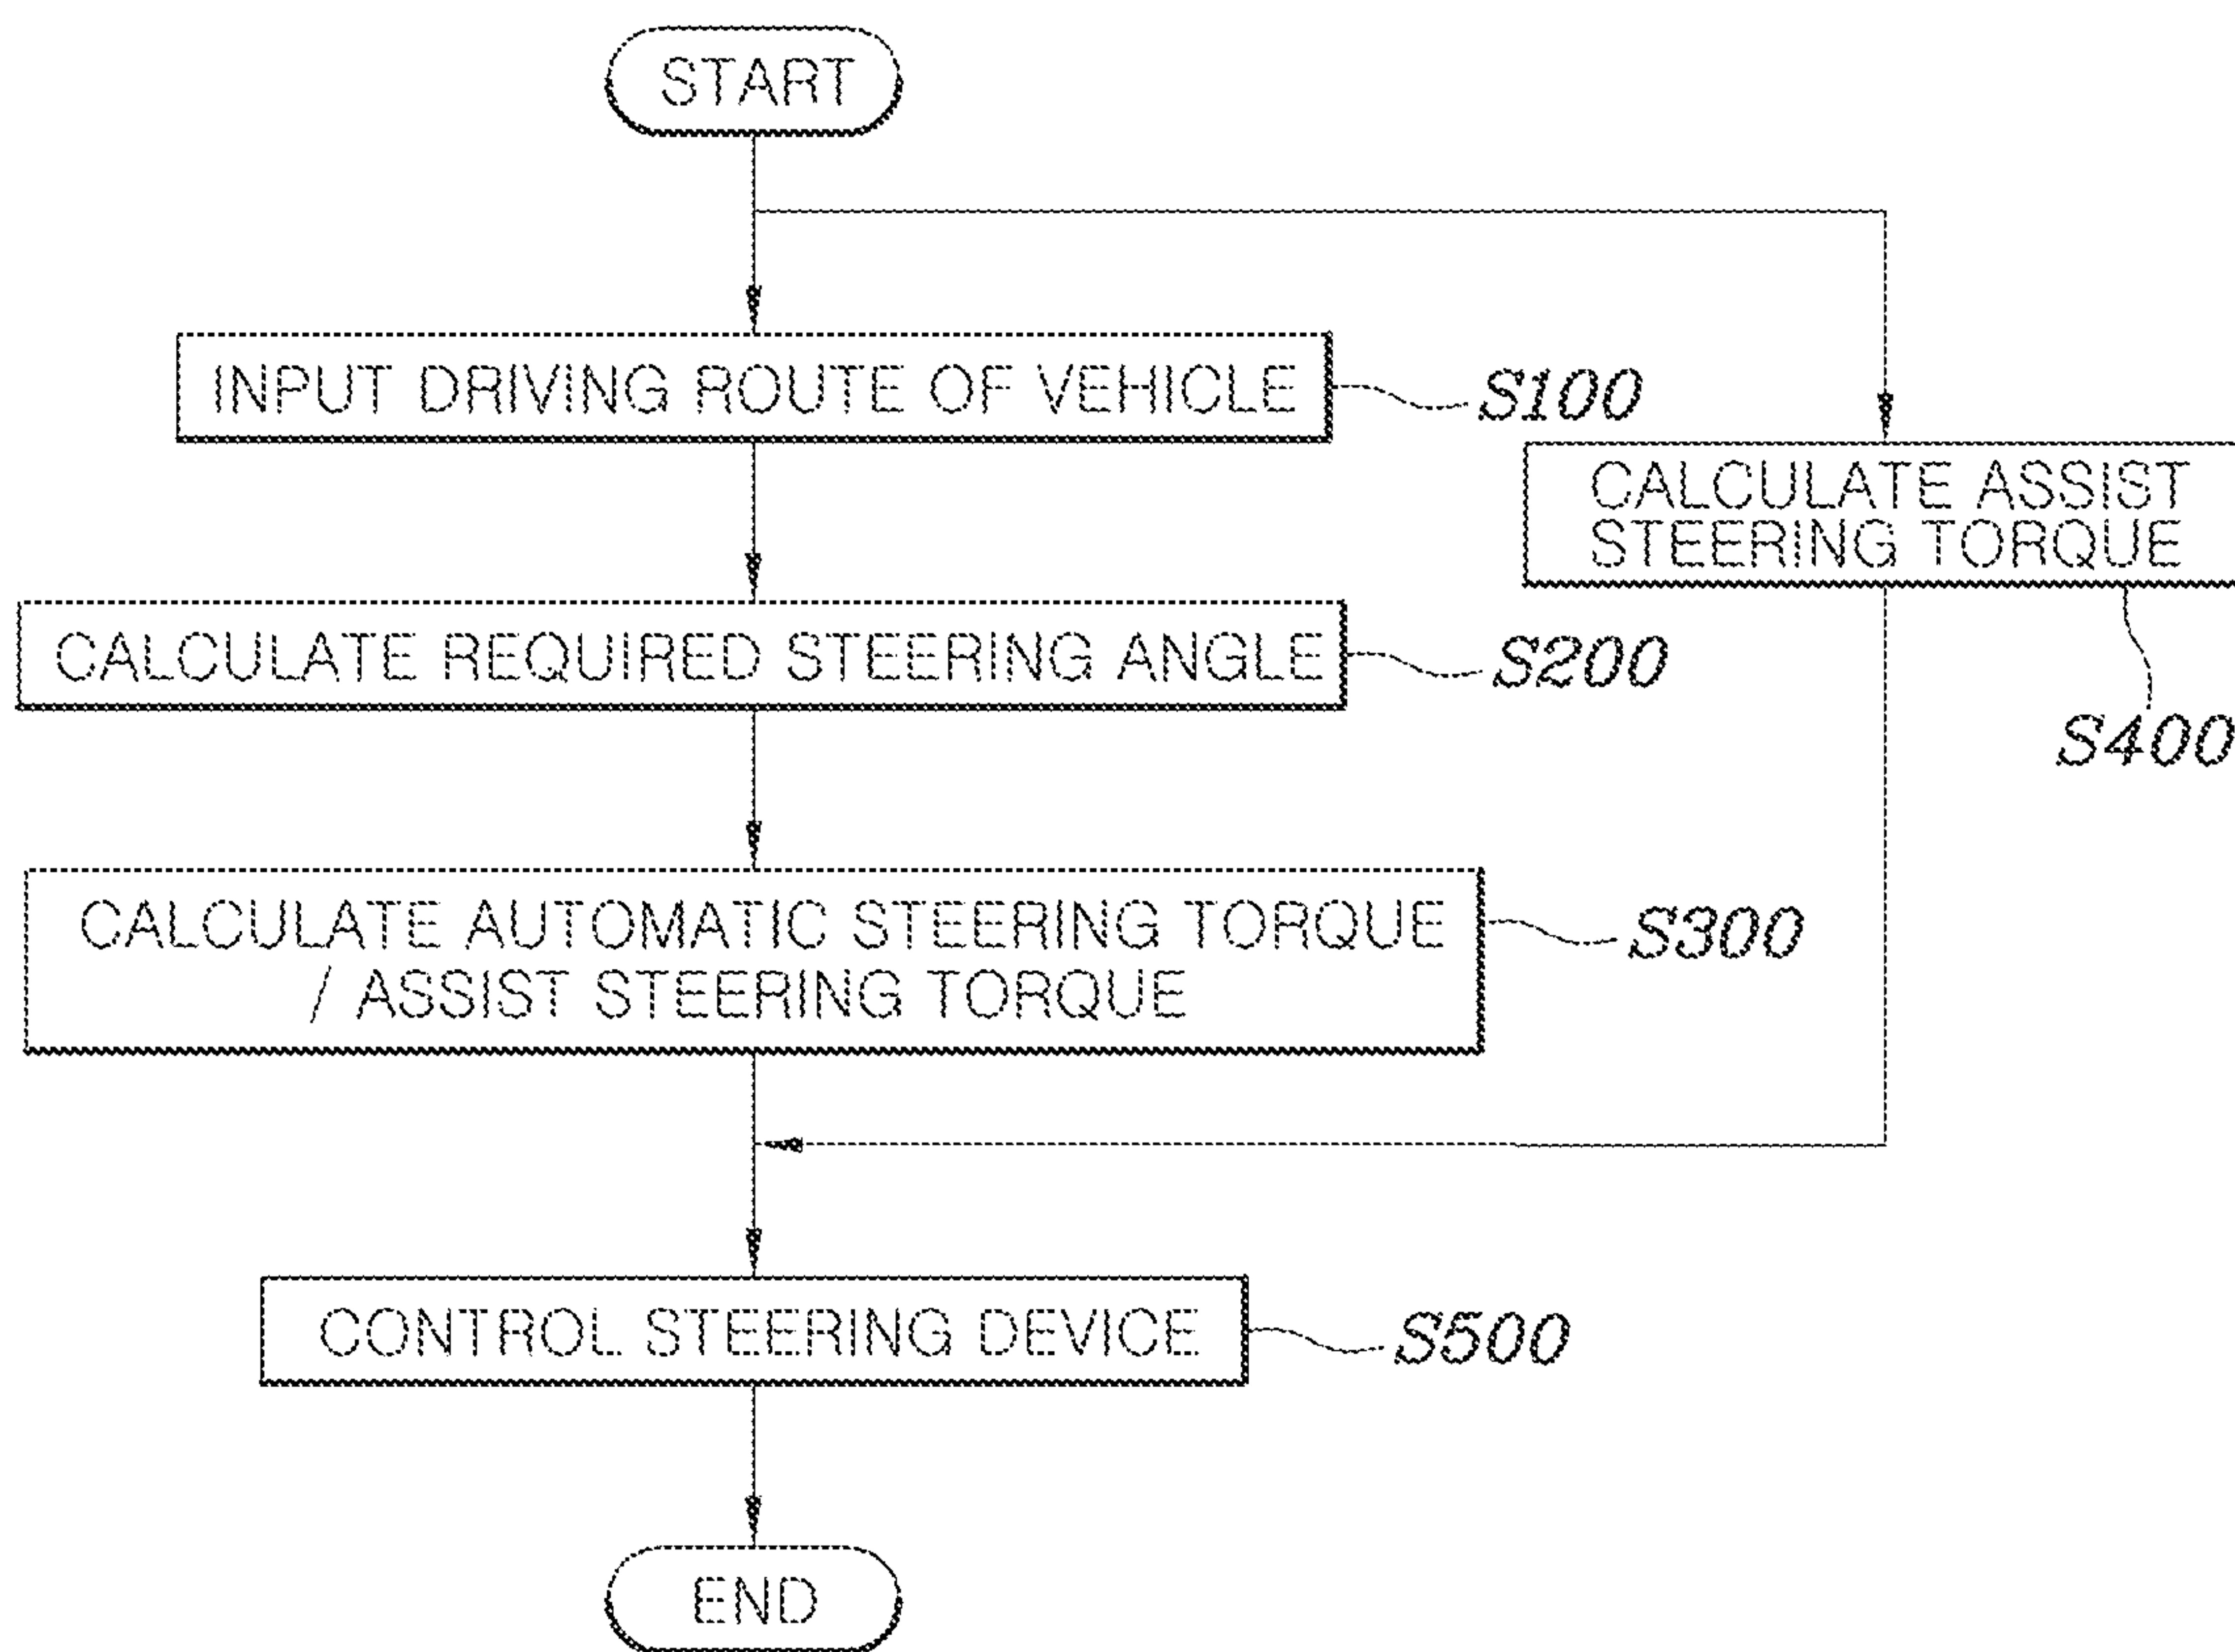 START
INPUT DRIVING ROUTE OF VEHICLE
S100
CALCULATE ASSIST
STEERING TORQUE
S400
CALCULATE REQUIRED STEERING ANGLE
S200
CALCULATE AUTOMATIC STEERING TORQUE
/ ASSIST STEERING TORQUE
S300
CONTROL STEERING DEVICE
S500
END